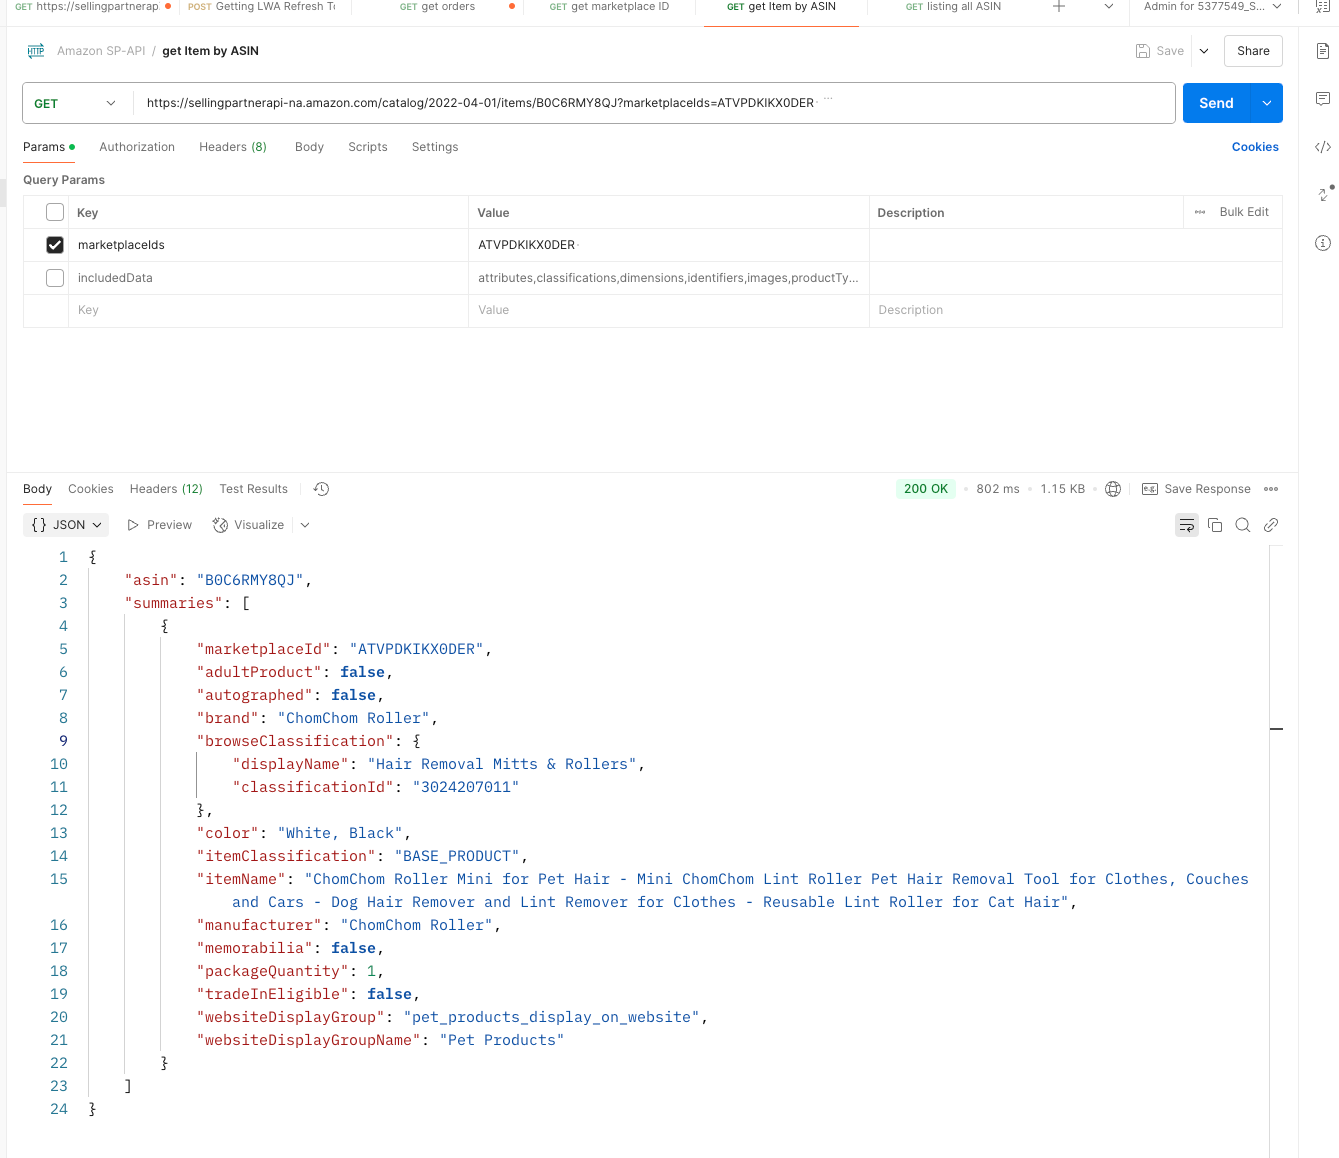 GET https://sellingpartnerap POST Getting LWA Refresh T GET get orders GET get marketplace ID GET get Item by ASIN GET listing all ASIN Admin for 5377549_S...
HTTP Amazon SP-API / get Item by ASIN Save Share
GET https://sellingpartnerapi-na.amazon.com/catalog/2022-04-01/items/B0C6RMY8QJ?marketplaceIds=ATVPDKIKX0DER ... Send
Params Authorization Headers (8) Body Scripts Settings Cookies
Query Params
Key Value Description Bulk Edit
marketplaceIds ATVPDKIKX0DER
includedData attributes,classifications,dimensions,identifiers,images,productTy...
Key Value Description
Body Cookies Headers (12) Test Results 200 OK 802 ms 1.15 KB e.g. Save Response
{} JSON Preview Visualize
1 {
2 "asin": "B0C6RMY8QJ",
3 "summaries": [
4 {
5 "marketplaceId": "ATVPDKIKX0DER",
6 "adultProduct": false,
7 "autographed": false,
8 "brand": "ChomChom Roller",
9 "browseClassification": {
10 "displayName": "Hair Removal Mitts & Rollers",
11 "classificationId": "3024207011"
12 },
13 "color": "White, Black",
14 "itemClassification": "BASE_PRODUCT",
15 "itemName": "ChomChom Roller Mini for Pet Hair - Mini ChomChom Lint Roller Pet Hair Removal Tool for Clothes, Couches
and Cars - Dog Hair Remover and Lint Remover for Clothes - Reusable Lint Roller for Cat Hair",
16 "manufacturer": "ChomChom Roller",
17 "memorabilia": false,
18 "packageQuantity": 1,
19 "tradeInEligible": false,
20 "websiteDisplayGroup": "pet_products_display_on_website",
21 "websiteDisplayGroupName": "Pet Products"
22 }
23 ]
24 }